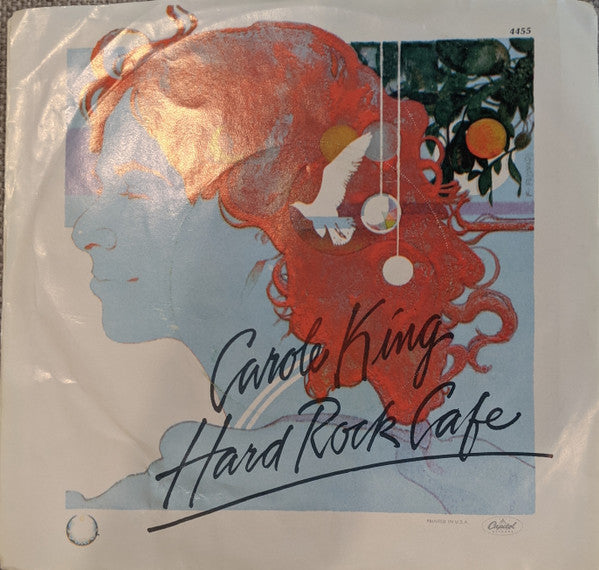 4455
Carole King
Hard Rock Cafe
PRINTED IN U.S.A.
Capitol